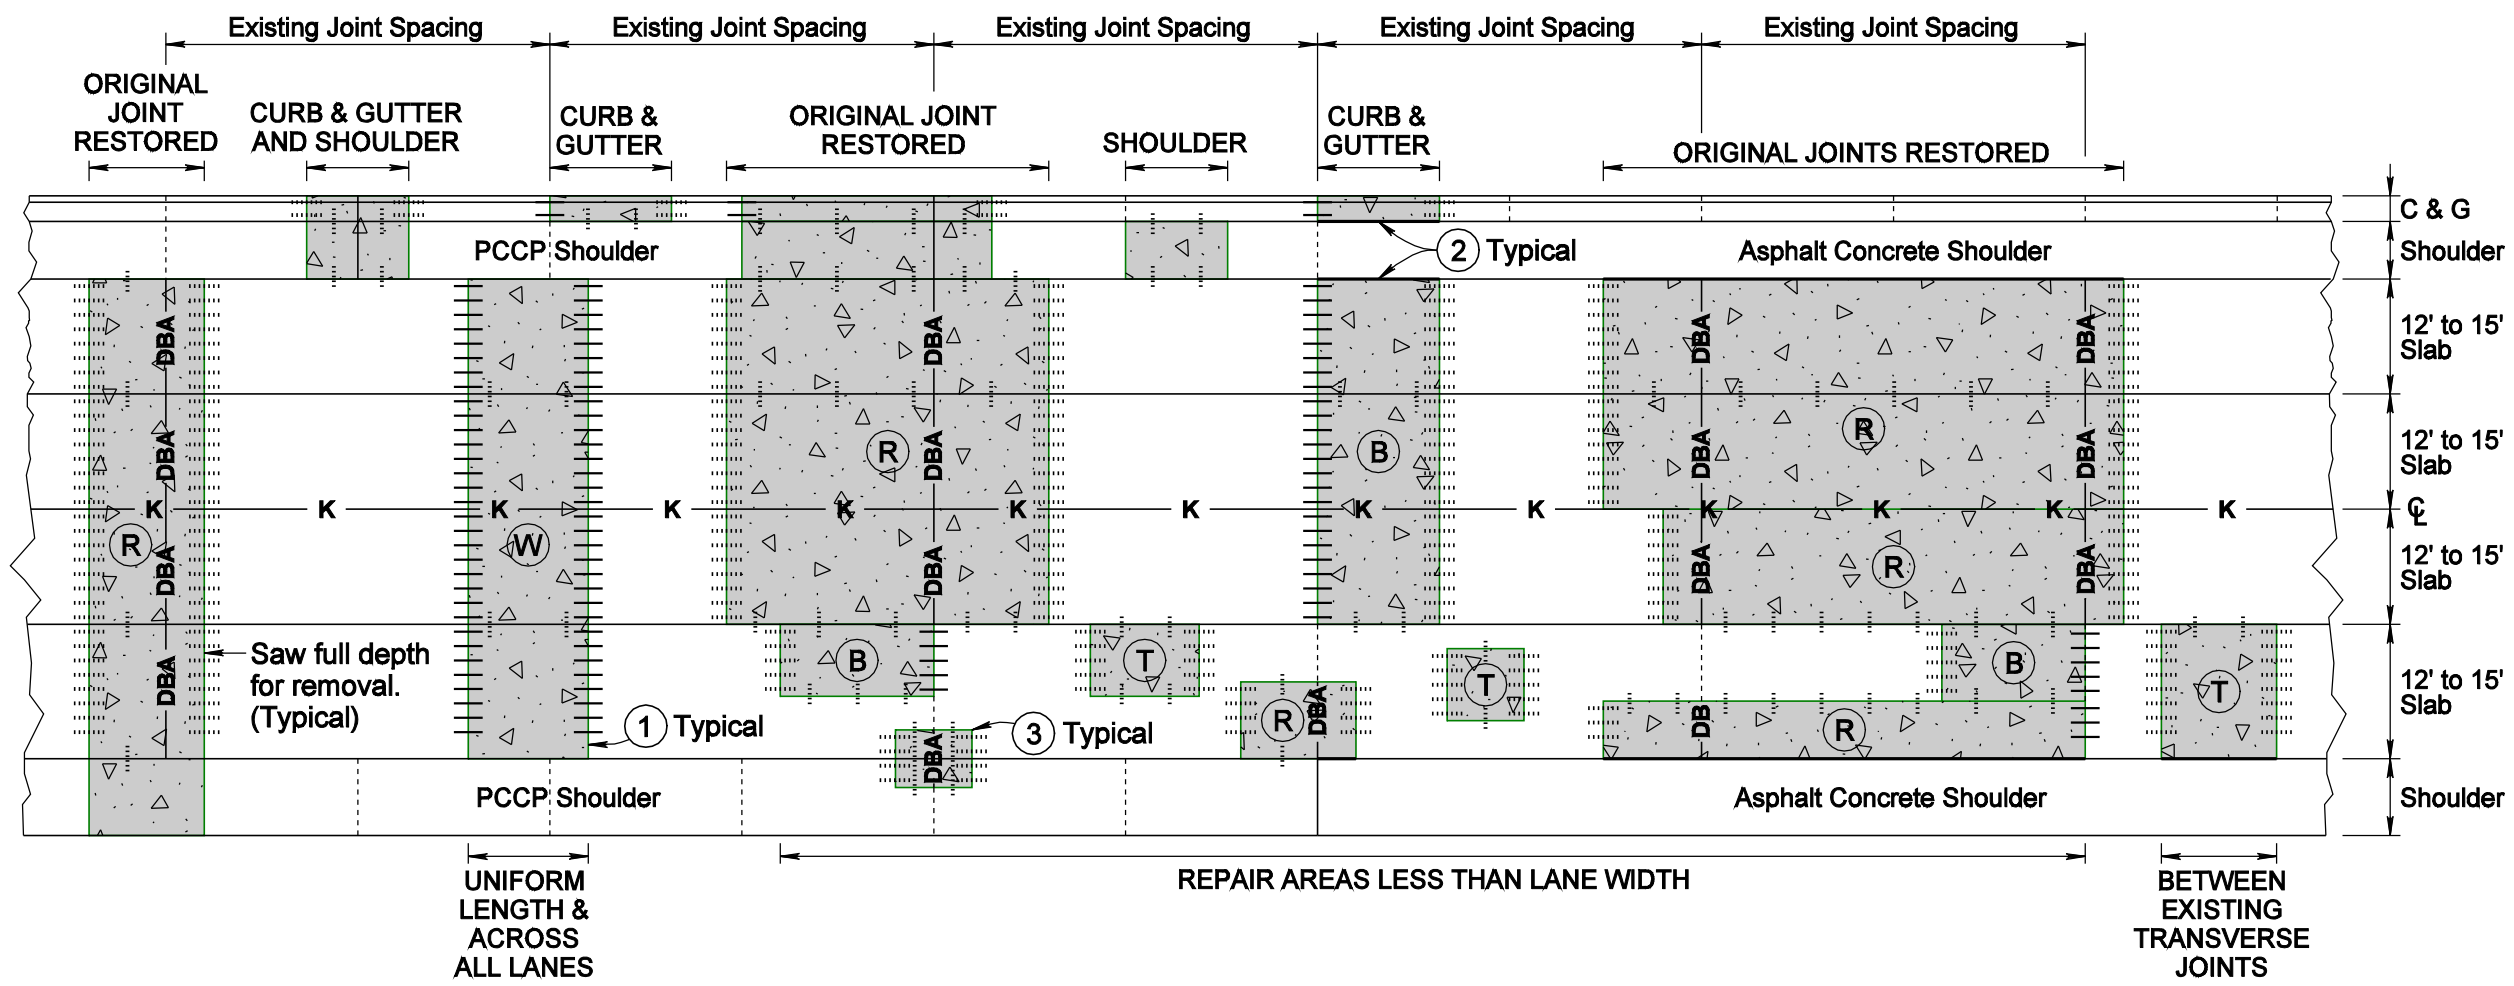 Existing Joint Spacing
Existing Joint Spacing
Existing Joint Spacing
Existing Joint Spacing
Existing Joint Spacing
ORIGINAL
JOINT
RESTORED
CURB & GUTTER
AND SHOULDER
CURB &
GUTTER
ORIGINAL JOINT
RESTORED
SHOULDER
CURB &
GUTTER
ORIGINAL JOINTS RESTORED
C & G
PCCP Shoulder
2 Typical
Asphalt Concrete Shoulder
Shoulder
DBA
DBA
DBA
DBA
12' to 15'
Slab
DBA
R
DBA
B
DBA
R
DBA
12' to 15'
Slab
K
K
K
K
K
K
K
K
K
K
K
K
K
℄
R
DBA
W
DBA
DBA
R
DBA
12' to 15'
Slab
Saw full depth
for removal.
(Typical)
DBA
B
T
R
DBA
T
B
DB
R
T
12' to 15'
Slab
1 Typical
DBA
3 Typical
PCCP Shoulder
Asphalt Concrete Shoulder
Shoulder
UNIFORM
LENGTH &
ACROSS
ALL LANES
REPAIR AREAS LESS THAN LANE WIDTH
BETWEEN
EXISTING
TRANSVERSE
JOINTS